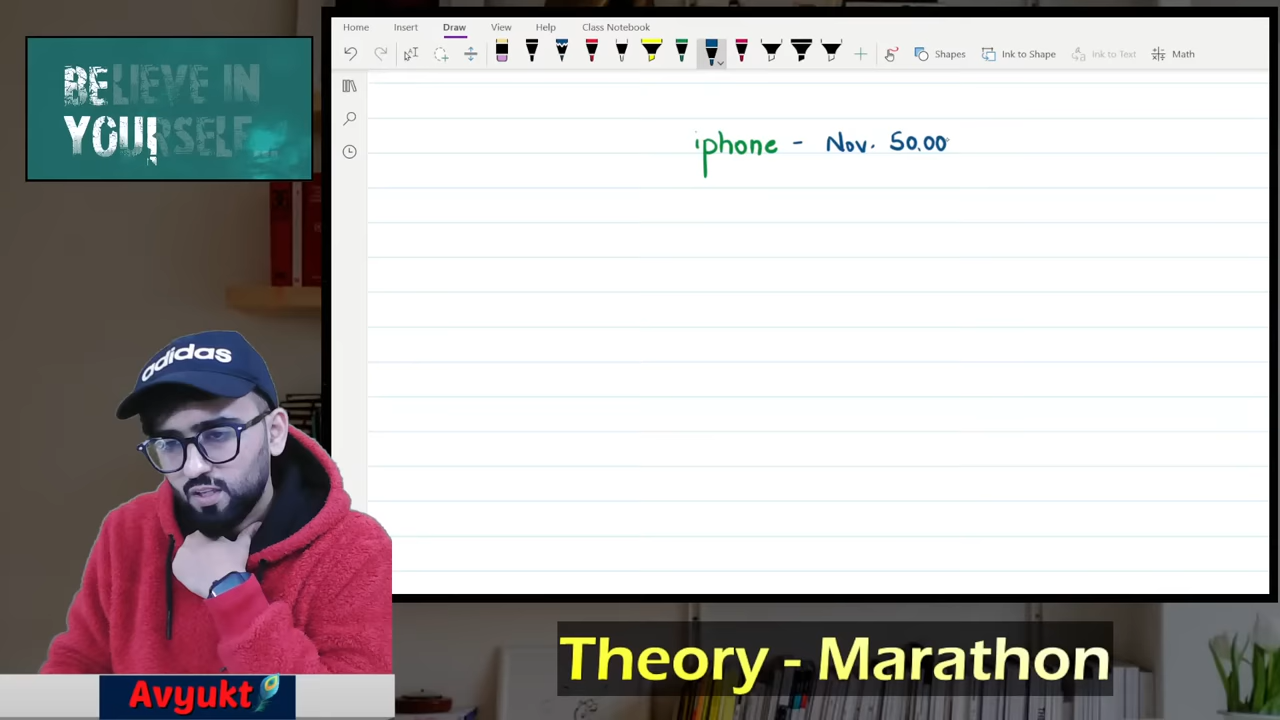 Home Insert Draw View Help Class Notebook
Shapes Ink to Shape Ink to Text Math
BELIEVE IN
YOURSELF...
iphone - Nov. 50.00
adidas
Theory - Marathon
Avyukt